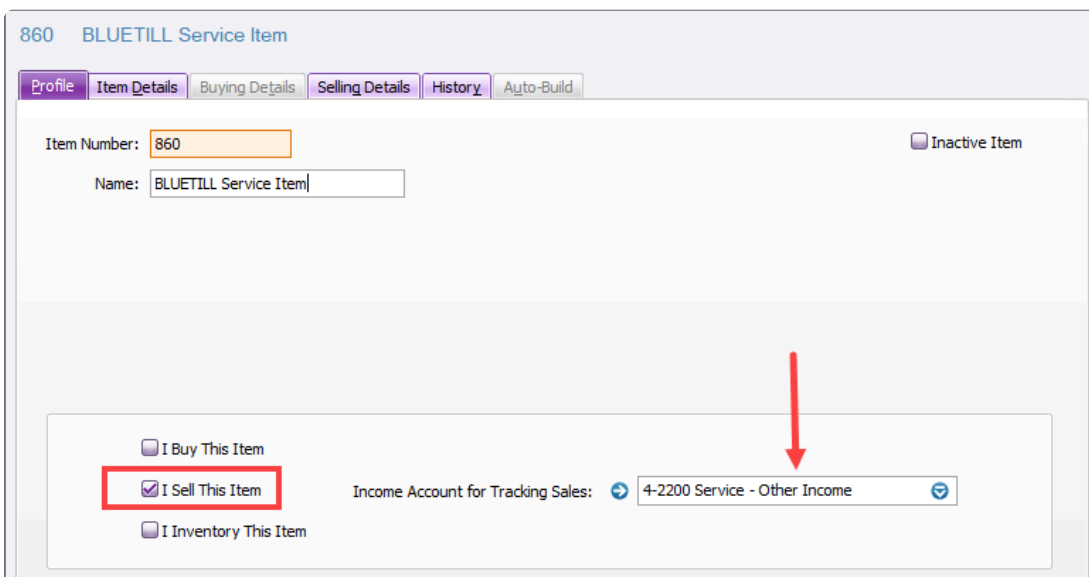 860 BLUETILL Service Item
Profile Item Details Buying Details Selling Details History Auto-Build
Item Number: 860 Inactive Item
Name: BLUETILL Service Item
I Buy This Item
I Sell This Item Income Account for Tracking Sales: 4-2200 Service - Other Income
I Inventory This Item